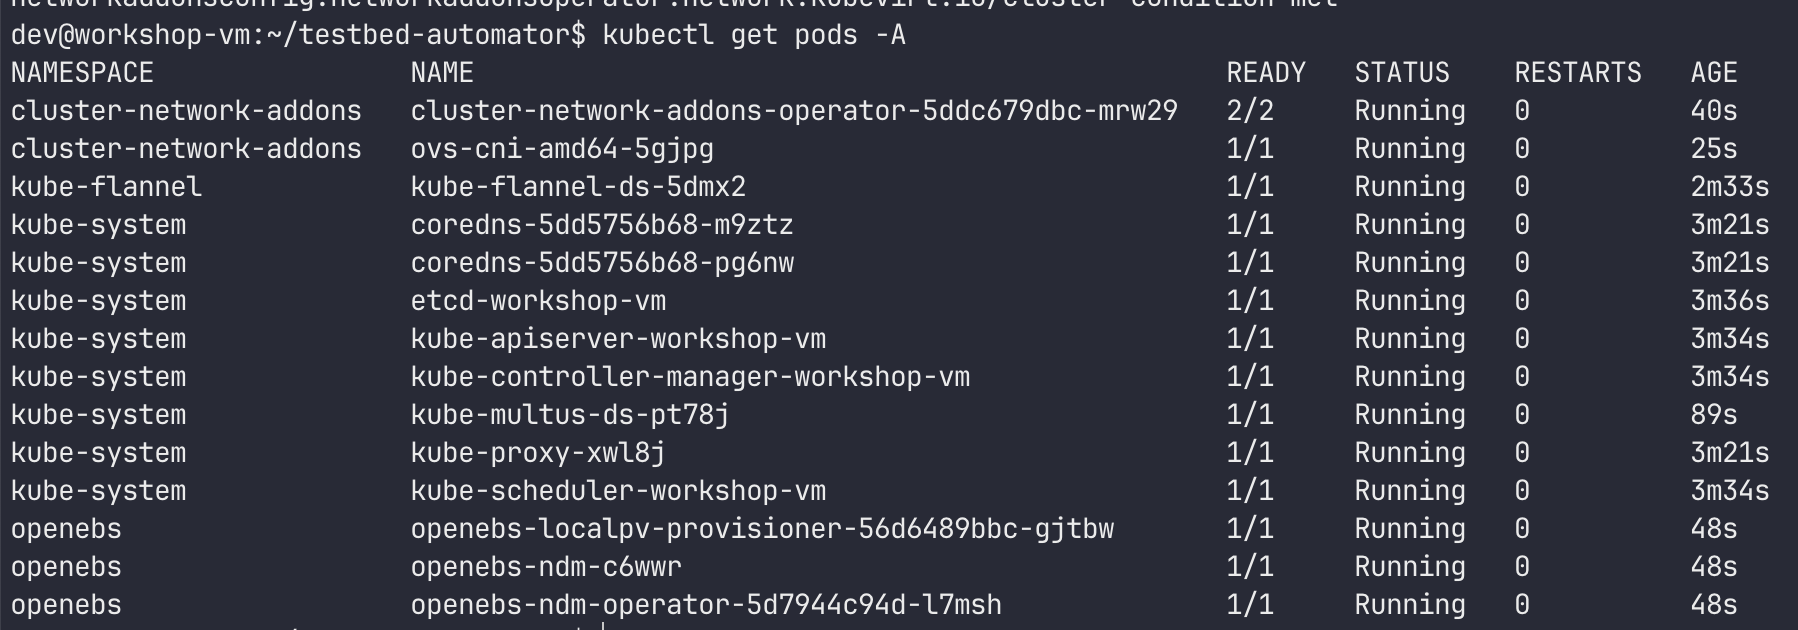 networkaddonsconfig.networkaddonsoperator.network.kubevirt.io/cluster condition met
dev@workshop-vm:~/testbed-automator$ kubectl get pods -A
NAMESPACE NAME READY STATUS RESTARTS AGE
cluster-network-addons cluster-network-addons-operator-5ddc679dbc-mrw29 2/2 Running 0 40s
cluster-network-addons ovs-cni-amd64-5gjpg 1/1 Running 0 25s
kube-flannel kube-flannel-ds-5dmx2 1/1 Running 0 2m33s
kube-system coredns-5dd5756b68-m9ztz 1/1 Running 0 3m21s
kube-system coredns-5dd5756b68-pg6nw 1/1 Running 0 3m21s
kube-system etcd-workshop-vm 1/1 Running 0 3m36s
kube-system kube-apiserver-workshop-vm 1/1 Running 0 3m34s
kube-system kube-controller-manager-workshop-vm 1/1 Running 0 3m34s
kube-system kube-multus-ds-pt78j 1/1 Running 0 89s
kube-system kube-proxy-xwl8j 1/1 Running 0 3m21s
kube-system kube-scheduler-workshop-vm 1/1 Running 0 3m34s
openebs openebs-localpv-provisioner-56d6489bbc-gjtbw 1/1 Running 0 48s
openebs openebs-ndm-c6wwr 1/1 Running 0 48s
openebs openebs-ndm-operator-5d7944c94d-l7msh 1/1 Running 0 48s